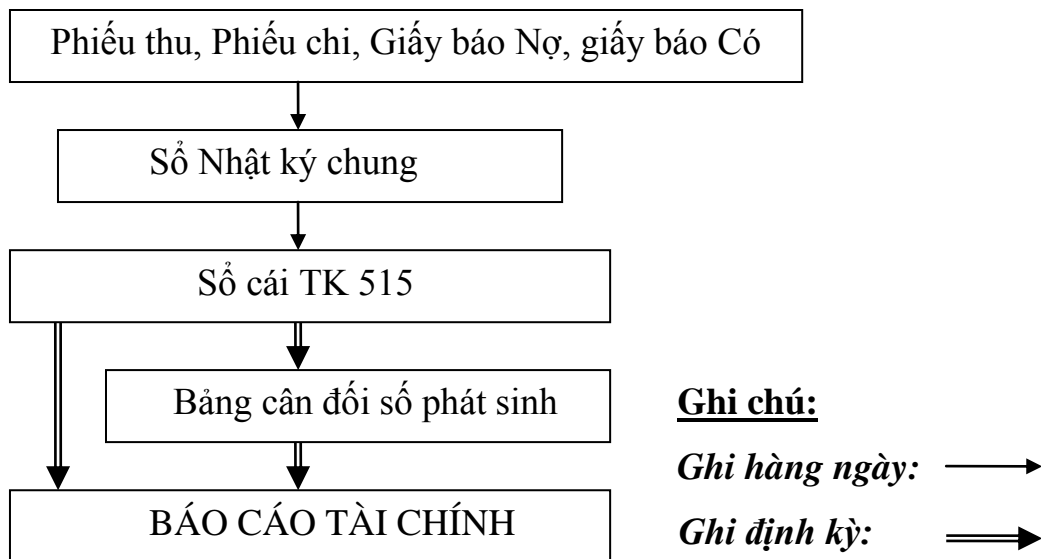 Phiếu thu, Phiếu chi, Giấy báo Nợ, giấy báo Có
Sổ Nhật ký chung
Sổ cái TK 515
Bảng cân đối số phát sinh
BÁO CÁO TÀI CHÍNH
Ghi chú:
Ghi hàng ngày:
Ghi định kỳ: